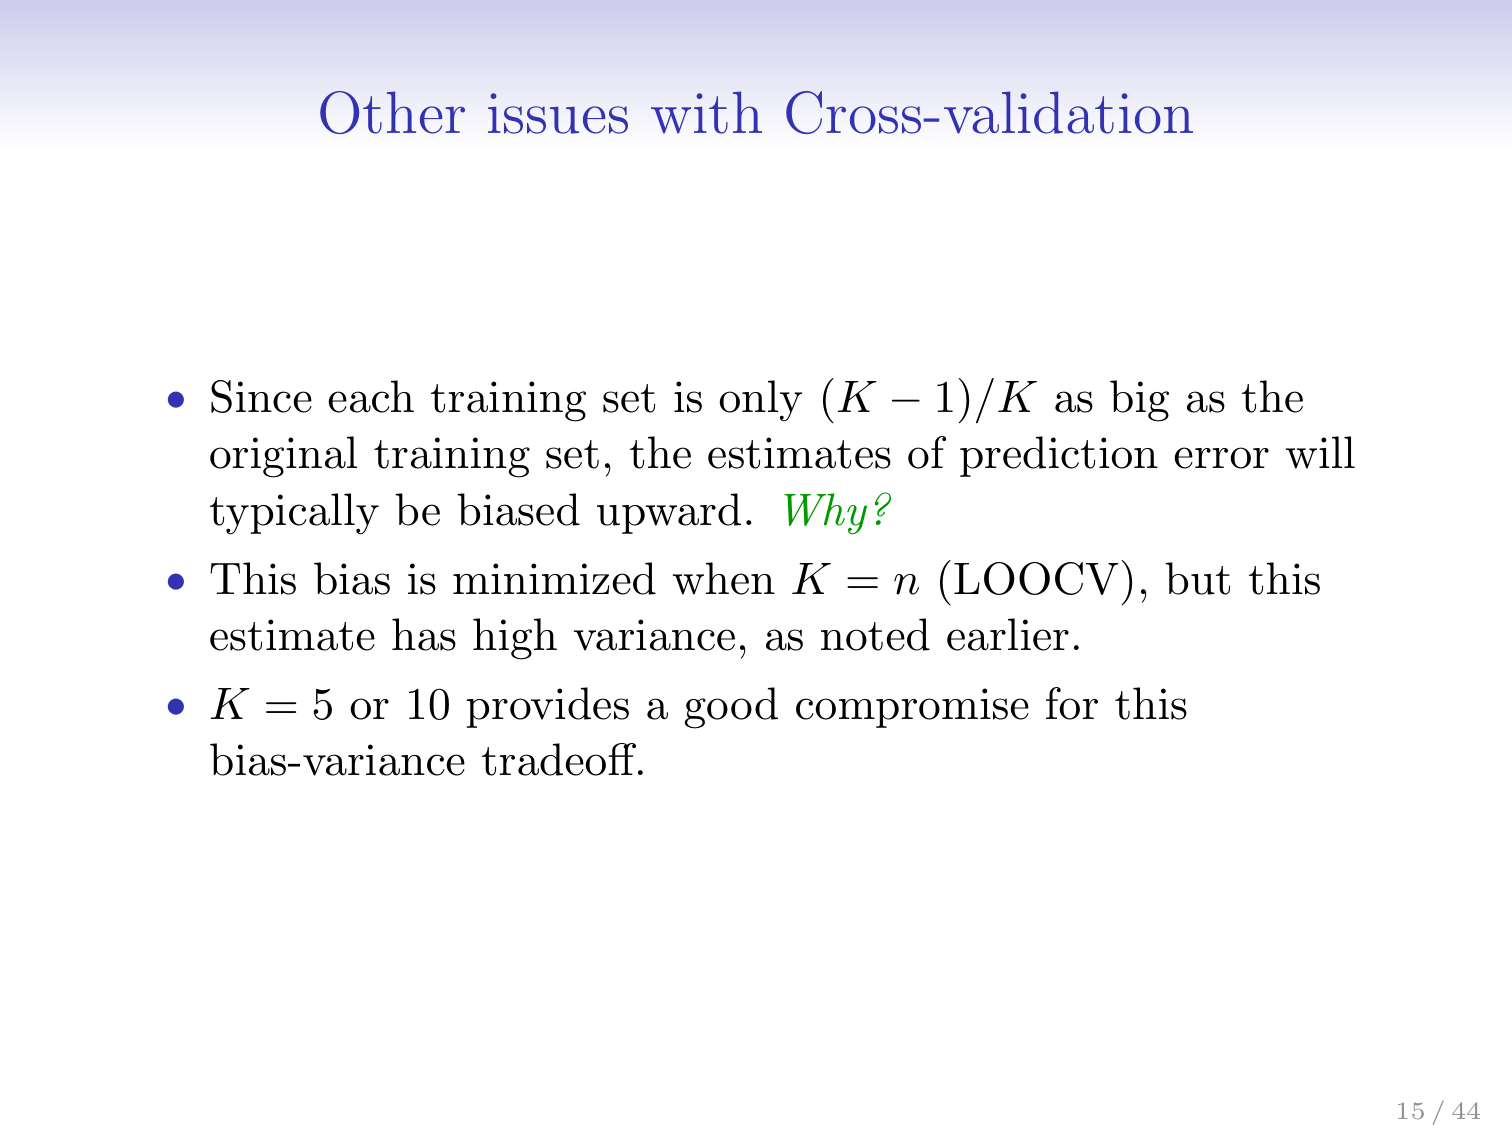 Other issues with Cross-validation
• Since each training set is only (K − 1)/K as big as the
original training set, the estimates of prediction error will
typically be biased upward. Why?
• This bias is minimized when K = n (LOOCV), but this
estimate has high variance, as noted earlier.
• K = 5 or 10 provides a good compromise for this
bias-variance tradeoff.
15 / 44